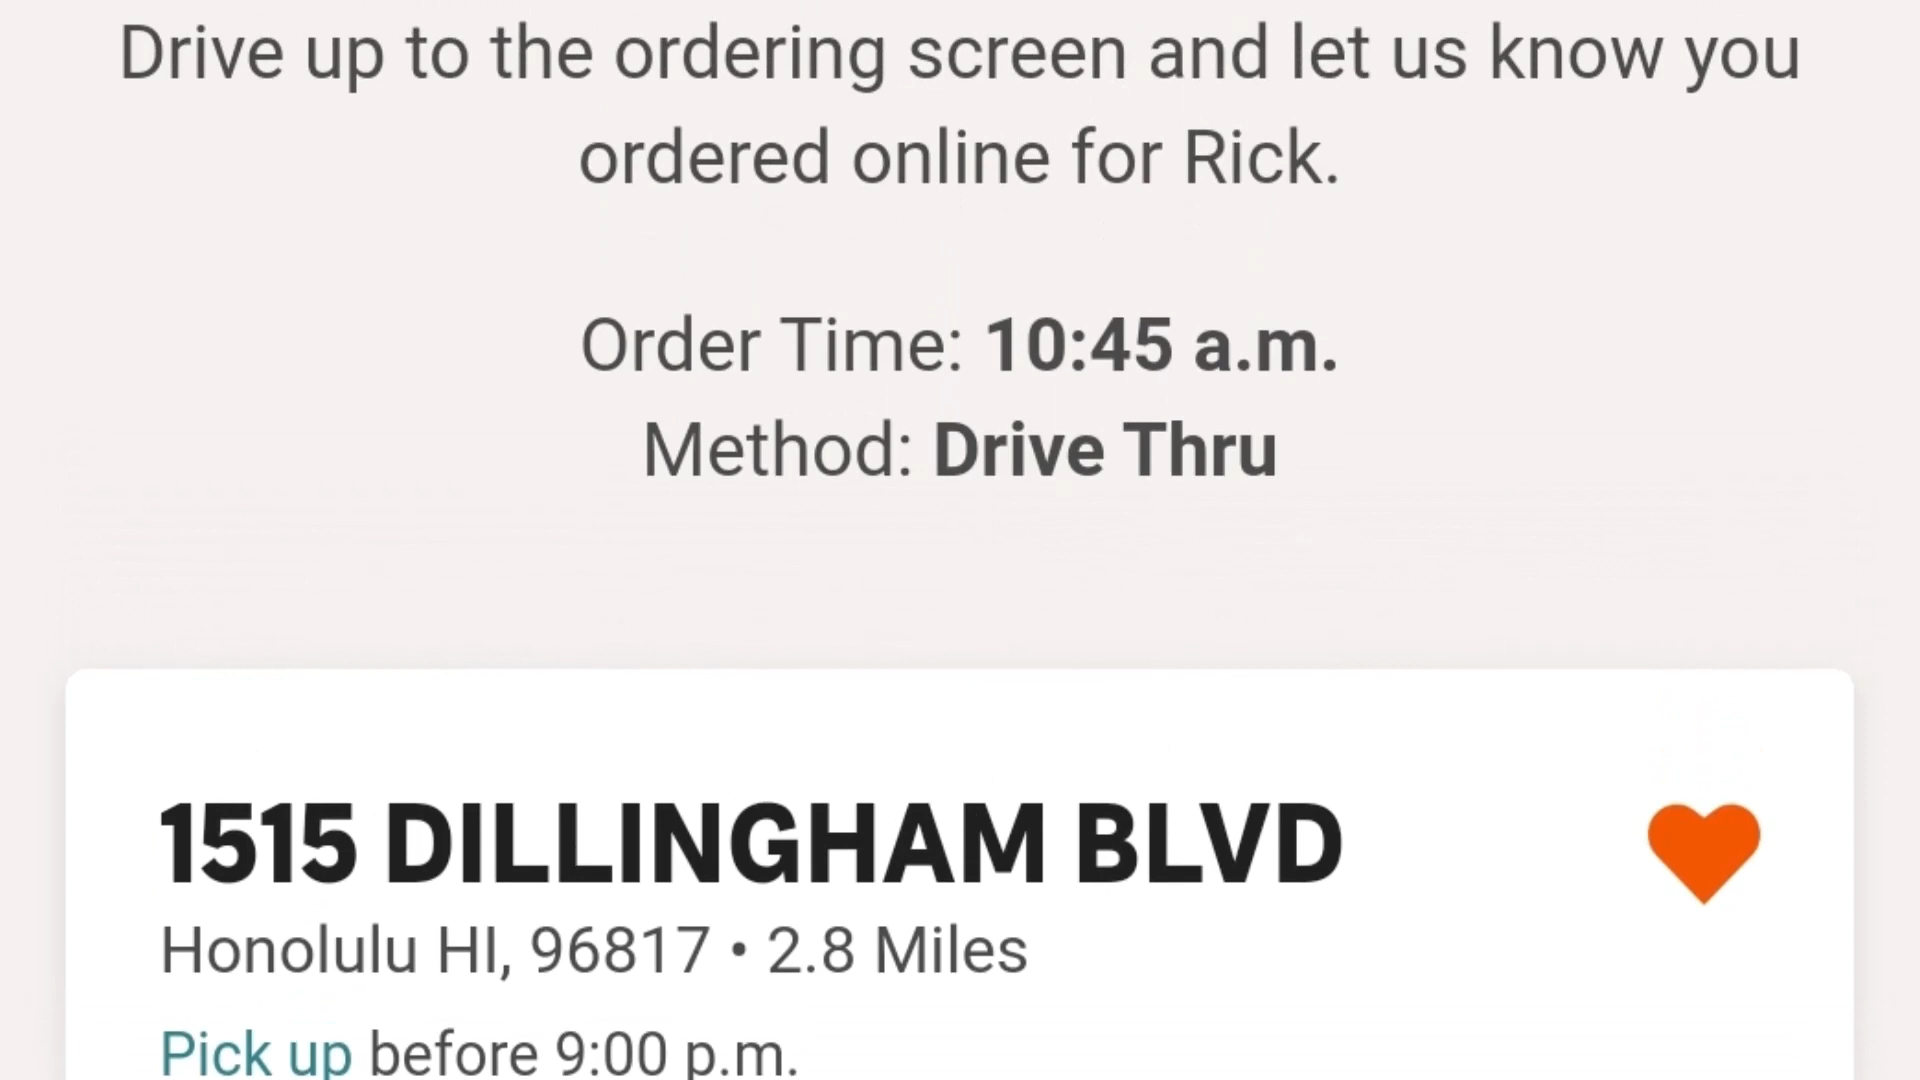 Drive up to the ordering screen and let us know you
ordered online for Rick.
Order Time: 10:45 a.m.
Method: Drive Thru
1515 DILLINGHAM BLVD
Honolulu HI, 96817 • 2.8 Miles
Pick up before 9:00 p.m.